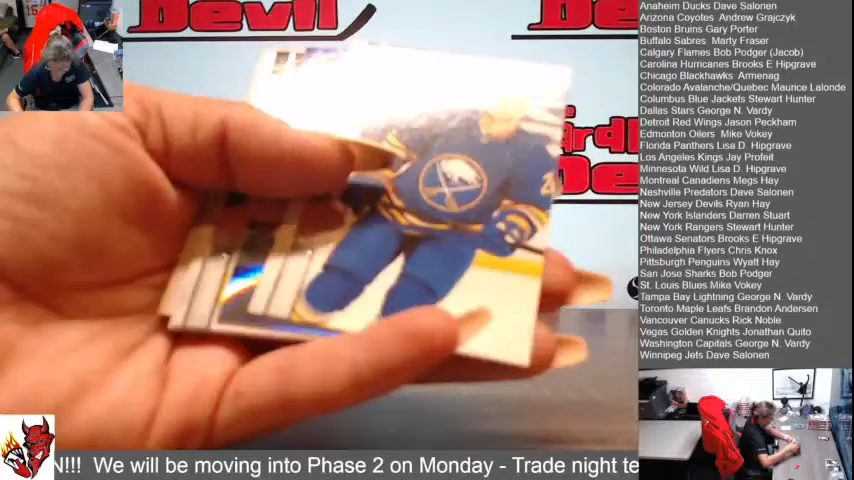 Devil
De
the
ardl
De
Anaheim Ducks Dave Salonen
Arizona Coyotes Andrew Grajczyk
Boston Bruins Gary Porter
Buffalo Sabres Marty Fraser
Calgary Flames Bob Podger (Jacob)
Carolina Hurricanes Brooks E Hipgrave
Chicago Blackhawks Armenag
Colorado Avalanche/Quebec Maurice Lalonde
Columbus Blue Jackets Stewart Hunter
Dallas Stars George N. Vardy
Detroit Red Wings Jason Peckham
Edmonton Oilers Mike Vokey
Florida Panthers Lisa D. Hipgrave
Los Angeles Kings Jay Profeit
Minnesota Wild Lisa D. Hipgrave
Montreal Canadiens Megs Hay
Nashville Predators Dave Salonen
New Jersey Devils Ryan Hay
New York Islanders Darren Stuart
New York Rangers Stewart Hunter
Ottawa Senators Brooks E Hipgrave
Philadelphia Flyers Chris Knox
Pittsburgh Penguins Wyatt Hay
San Jose Sharks Bob Podger
St. Louis Blues Mike Vokey
Tampa Bay Lightning George N. Vardy
Toronto Maple Leafs Brandon Andersen
Vancouver Canucks Rick Noble
Vegas Golden Knights Jonathan Quito
Washington Capitals George N. Vardy
Winnipeg Jets Dave Salonen
N!!! We will be moving into Phase 2 on Monday - Trade night te